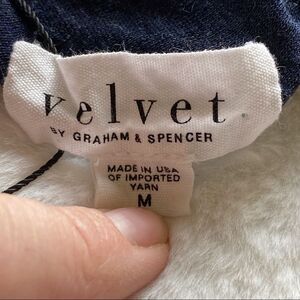 velvet
BY GRAHAM & SPENCER
MADE IN USA
OF IMPORTED
YARN
M